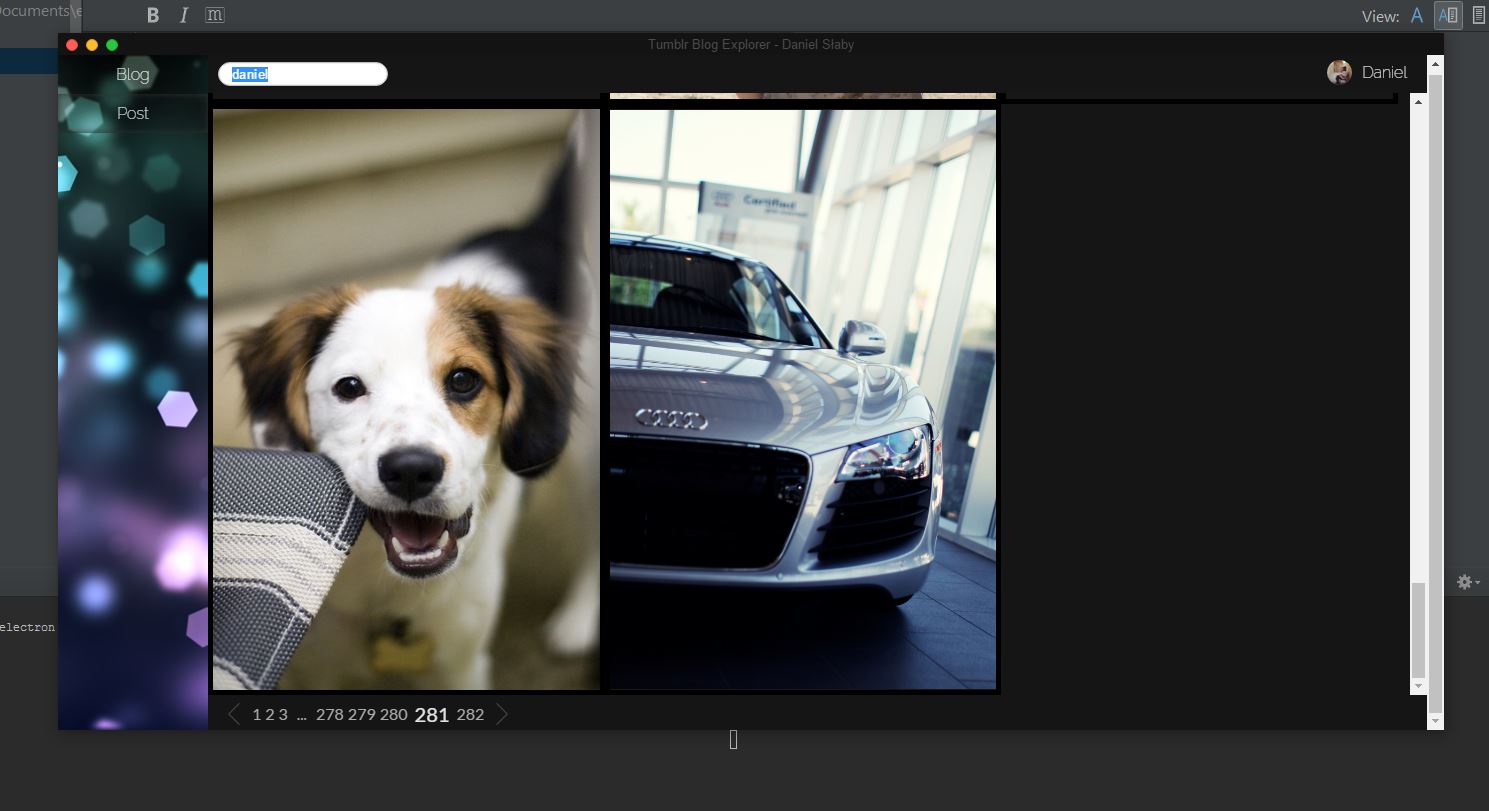 Documents\e
B I m
View: A A
Tumblr Blog Explorer - Daniel Słaby
Blog
daniel
Daniel
Post
Certified
electron
1 2 3 ... 278 279 280 281 282